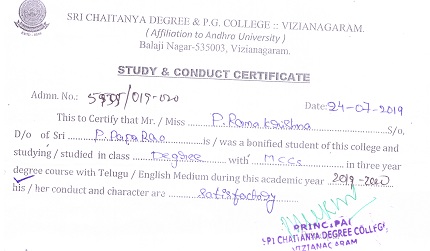 SRI CHAITANYA DEGREE & P.G. COLLEGE :: VIZIANAGARAM.
( Affiliation to Andhra University )
Balaji Nagar-535003, Vizianagaram.
STUDY & CONDUCT CERTIFICATE
Admn. No.: /019-020
Date: 24-07-2019
This to Certify that Mr. / Miss P. Rama Krishna S/o.
D/o of Sri P. Papa Rao is / was a bonified student of this college and
studying / studied in class Degree with MCCs in three year
degree course with Telugu / English Medium during this academic year 2019-2020
his / her conduct and character are satisfactory
PRINCIPAL
SRI CHAITANYA DEGREE COLLEGE
VIZIANAGARAM